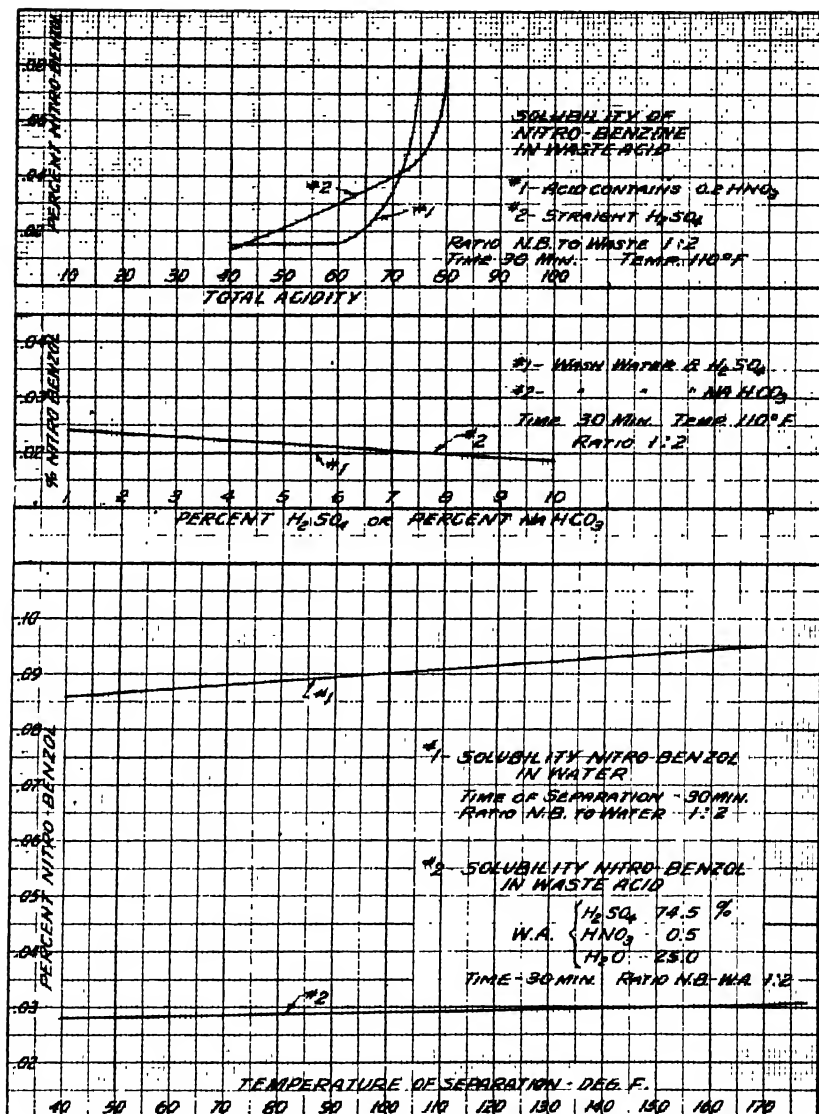 PERCENT NITRO-BENZOL
.06
.04
#2
#1
SOLUBILITY OF
NITRO-BENZINE
IN WASTE ACID
#1-ACID CONTAINS 0.2 HNO3
#2-STRAIGHT H2SO4
RATIO N.B. TO WASTE 1:2
TIME 30 MIN. TEMP. 110°F
10 20 30 40 50 60 70 80 90 100
TOTAL ACIDITY
% NITRO BENZOL
.04
.03
.02
#1- WASH WATER & H2SO4
#2- " " " NA HCO3
TIME 30 MIN. TEMP 110°F
RATIO 1:2
#2
#1
.1 .2 .3 .4 .5 .6 .7 .8 .9 .10
PERCENT H2SO4 OR PERCENT NA HCO3
PERCENT NITRO-BENZOL
.10
.09
.08
.07
.06
.05
.04
.03
.02
#1
#1- SOLUBILITY NITRO-BENZOL
IN WATER
TIME OF SEPARATION - 30 MIN.
RATIO N.B. TO WATER 1:2
#2 SOLUBILITY NITRO-BENZOL
IN WASTE ACID
W.A. { H2SO4 74.5 %
HNO3 - 0.5
H2O - 25.0
TIME - 30 MIN. RATIO N.B-W.A. 1:2
#2
TEMPERATURE OF SEPARATION - DEG. F.
40 50 60 70 80 90 100 110 120 130 140 150 160 170